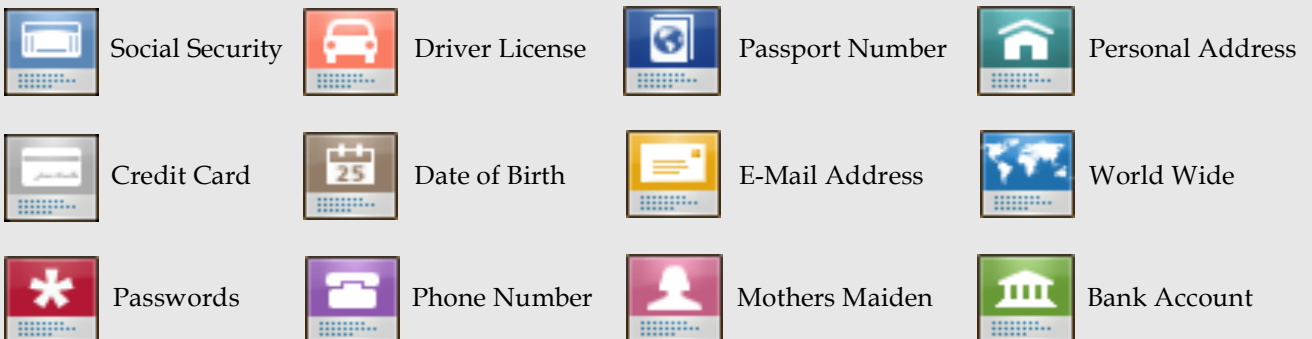 Social Security Driver License Passport Number Personal Address
Credit Card 25 Date of Birth E-Mail Address World Wide
* Passwords Phone Number Mothers Maiden Bank Account